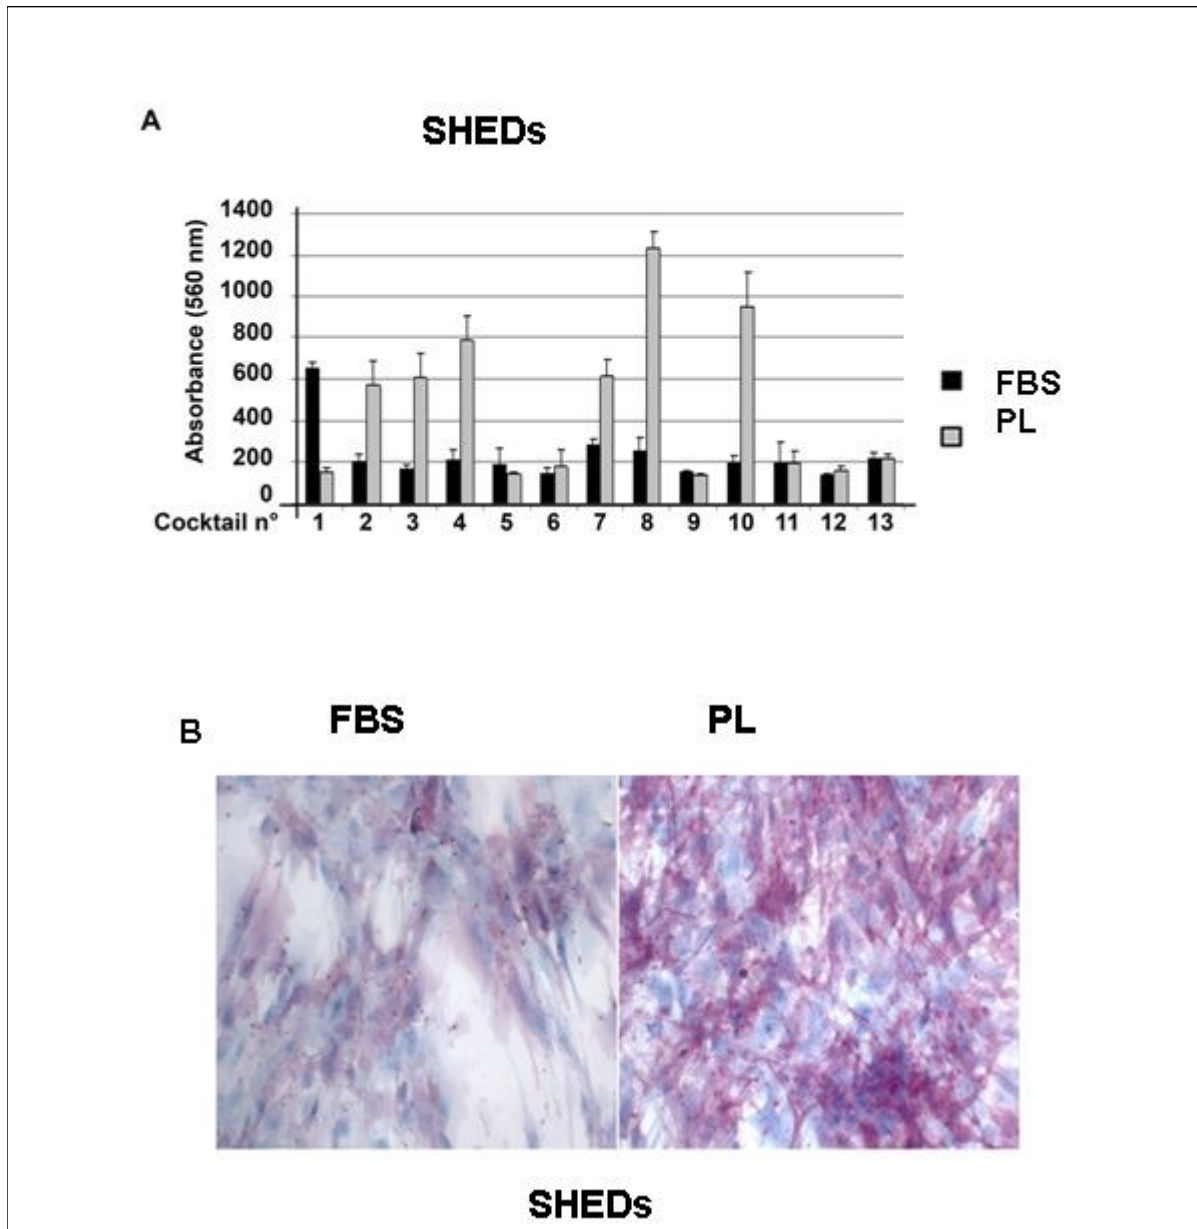 A
SHEDs
Absorbance (560 nm)
1400
1200
1000
800
600
400
200
0
FBS
PL
Cocktail n° 1 2 3 4 5 6 7 8 9 10 11 12 13
B FBS PL
SHEDs